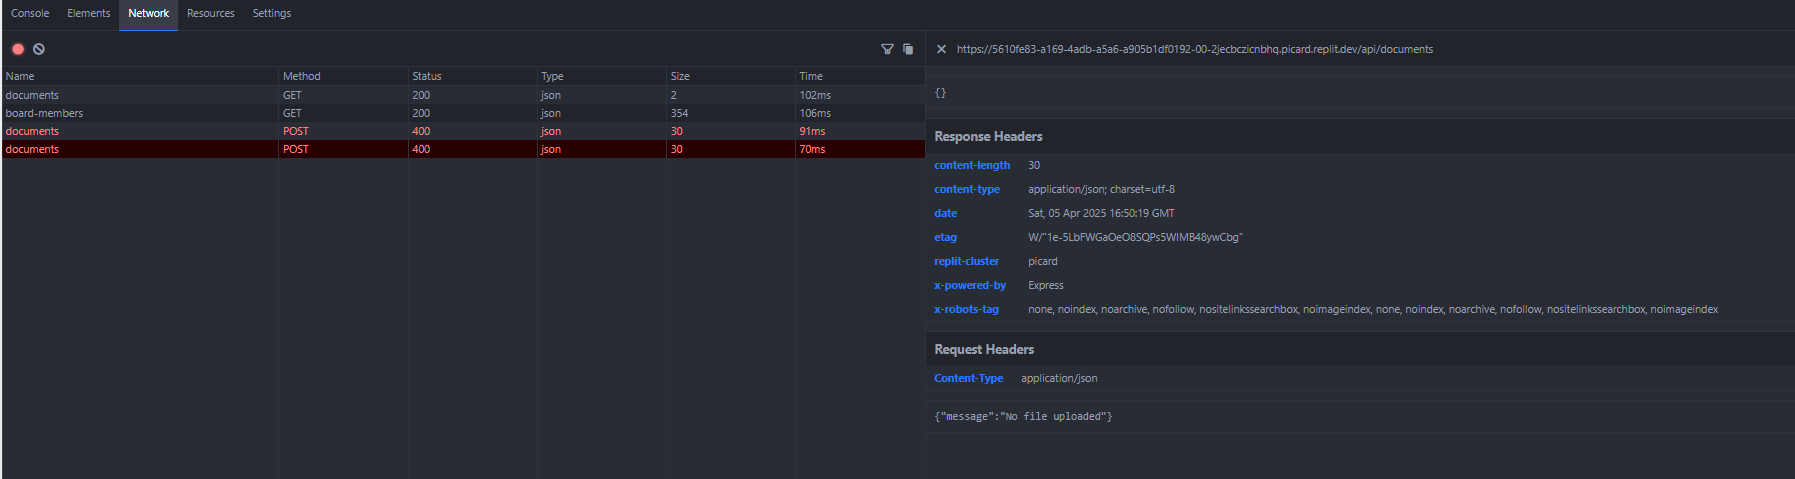 Console Elements Network Resources Settings
https://5610fe83-a169-4adb-a5a6-a905b1df0192-00-2jecbczicnbhq.picard.replit.dev/api/documents
Name Method Status Type Size Time
documents GET 200 json 2 102ms
board-members GET 200 json 354 106ms
documents POST 400 json 30 91ms
documents POST 400 json 30 70ms
{}
Response Headers
content-length 30
content-type application/json; charset=utf-8
date Sat, 05 Apr 2025 16:50:19 GMT
etag W/"1e-5LbFWGaOeO8SQPs5WIMB48ywCbg"
replit-cluster picard
x-powered-by Express
x-robots-tag none, noindex, noarchive, nofollow, nositelinkssearchbox, noimageindex, none, noindex, noarchive, nofollow, nositelinkssearchbox, noimageindex
Request Headers
Content-Type application/json
{"message":"No file uploaded"}